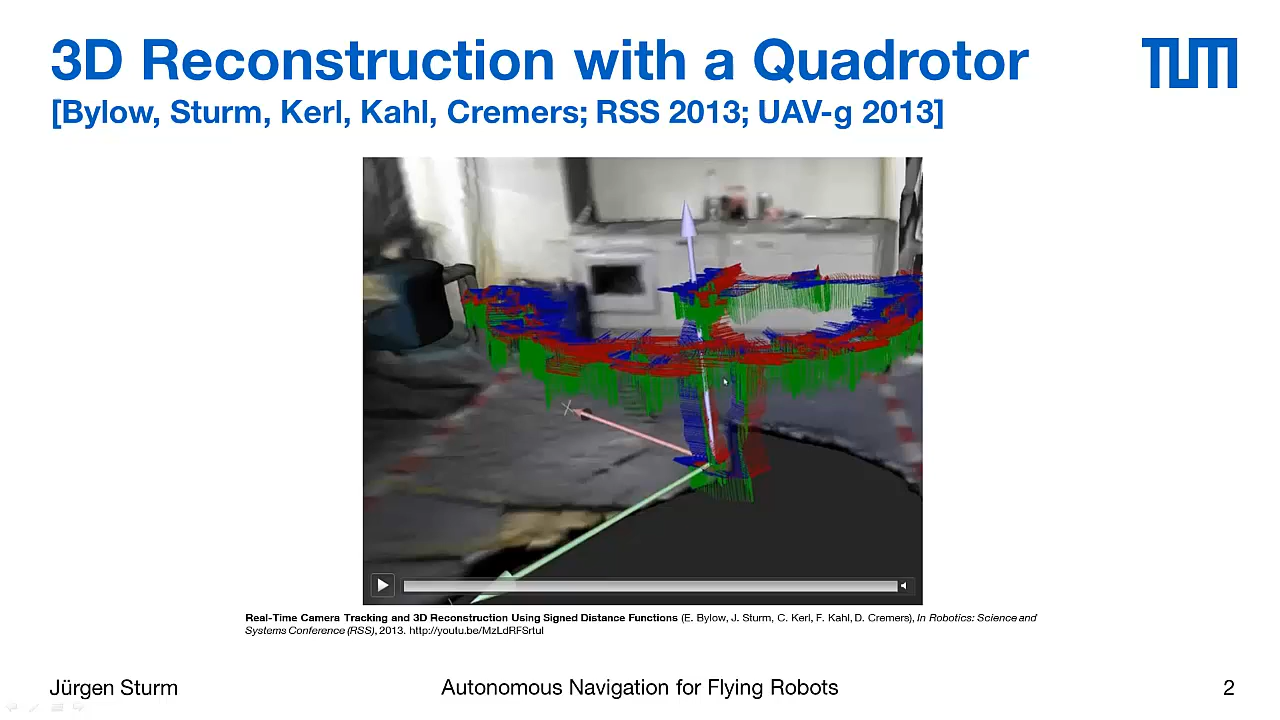 3D Reconstruction with a Quadrotor
TUM
[Bylow, Sturm, Kerl, Kahl, Cremers; RSS 2013; UAV-g 2013]
Real-Time Camera Tracking and 3D Reconstruction Using Signed Distance Functions (E. Bylow, J. Sturm, C. Kerl, F. Kahl, D. Cremers), In Robotics: Science and
Systems Conference (RSS), 2013. http://youtu.be/MzLdRFSrtuI
Jürgen Sturm
Autonomous Navigation for Flying Robots
2